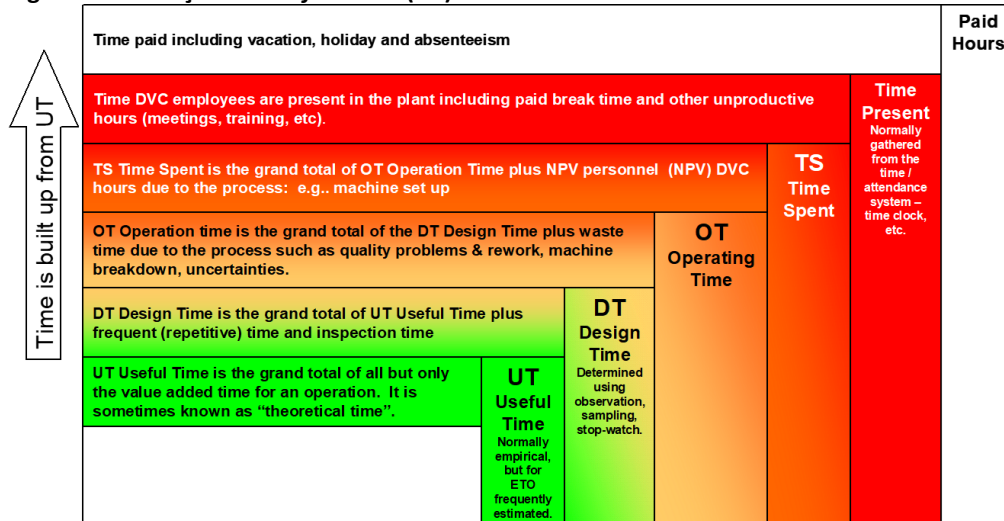 Time paid including vacation, holiday and absenteeism
Paid
Hours
Time is built up from UT
Time DVC employees are present in the plant including paid break time and other unproductive
hours (meetings, training, etc).
Time
Present
Normally
gathered
from the
time /
attendance
system –
time clock,
etc.
TS Time Spent is the grand total of OT Operation Time plus NPV personnel (NPV) DVC
hours due to the process: e.g.. machine set up
TS
Time
Spent
OT Operation time is the grand total of the DT Design Time plus waste
time due to the process such as quality problems & rework, machine
breakdown, uncertainties.
OT
Operating
Time
DT Design Time is the grand total of UT Useful Time plus
frequent (repetitive) time and inspection time
DT
Design
Time
Determined
using
observation,
sampling,
stop-watch.
UT Useful Time is the grand total of all but only
the value added time for an operation. It is
sometimes known as “theoretical time”.
UT
Useful
Time
Normally
empirical,
but for
ETO
frequently
estimated.